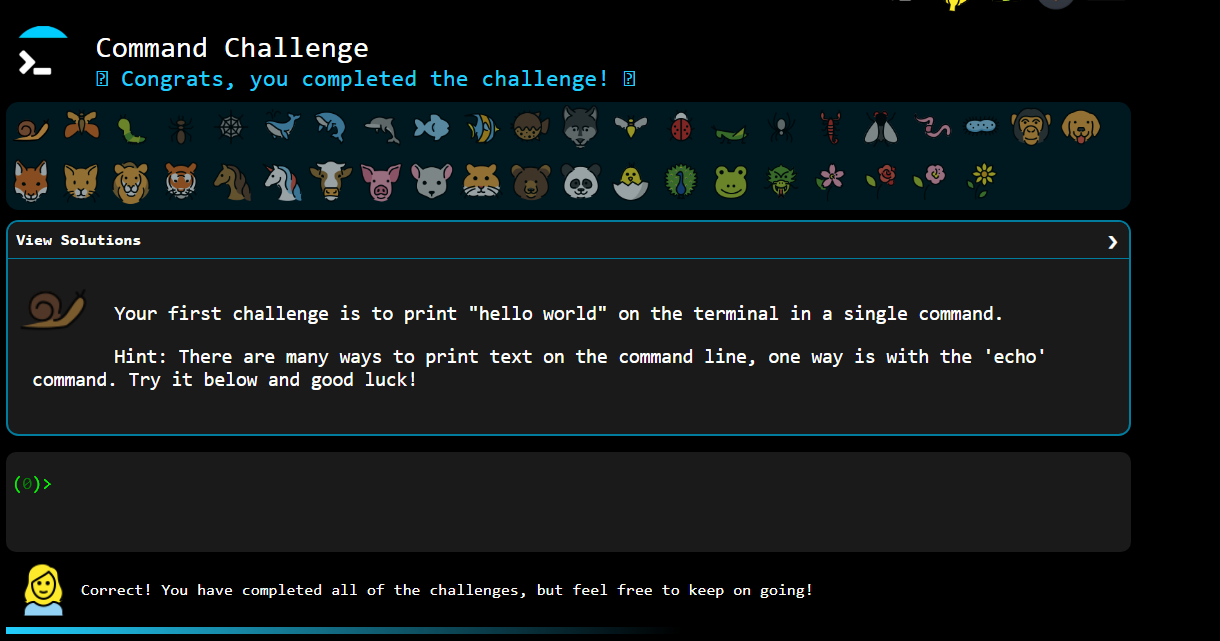 Command Challenge
Congrats, you completed the challenge!
View Solutions
Your first challenge is to print "hello world" on the terminal in a single command.
Hint: There are many ways to print text on the command line, one way is with the 'echo'
command. Try it below and good luck!
(0)>
Correct! You have completed all of the challenges, but feel free to keep on going!